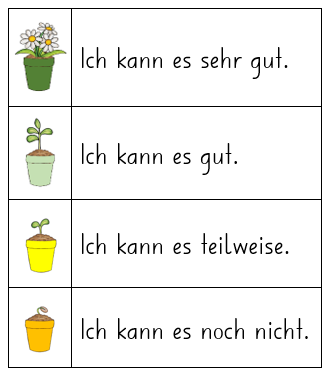 Ich kann es sehr gut.
Ich kann es gut.
Ich kann es teilweise.
Ich kann es noch nicht.